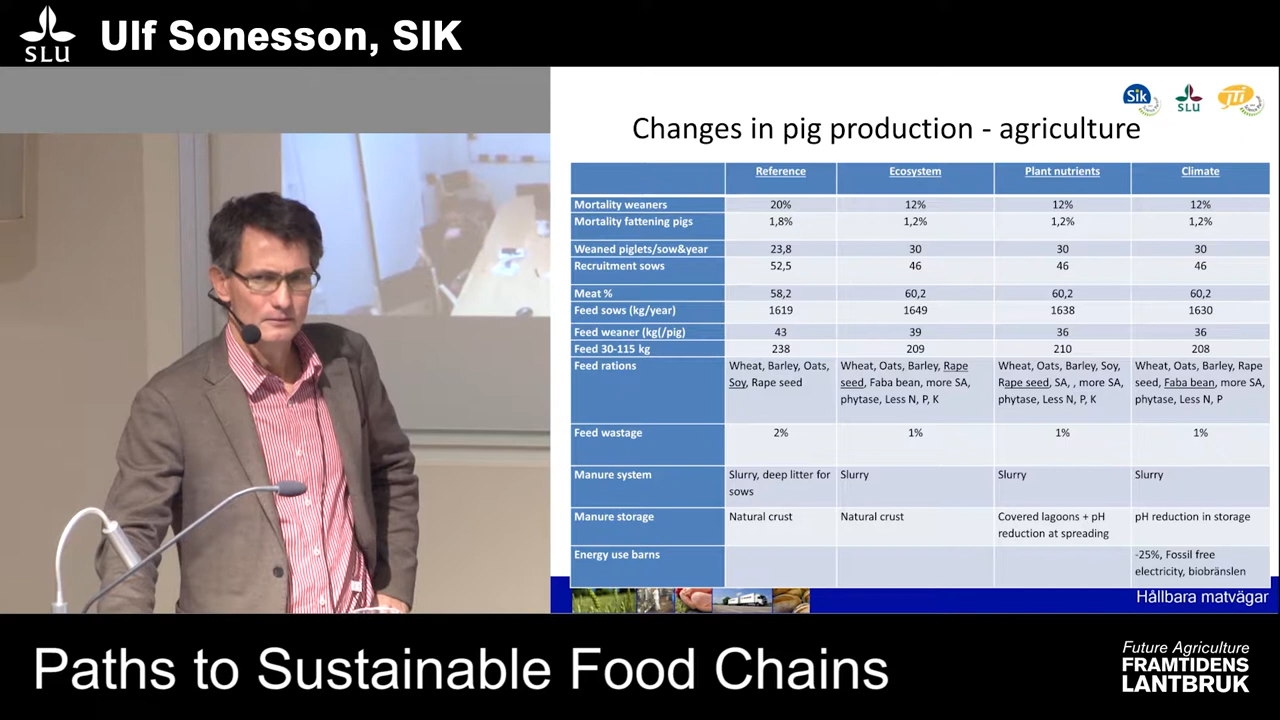 SLU
Ulf Sonesson, SIK
Sik
SLU
JTI
Changes in pig production - agriculture
Reference Ecosystem Plant nutrients Climate
Mortality weaners 20% 12% 12% 12%
Mortality fattening pigs 1,8% 1,2% 1,2% 1,2%
Weaned piglets/sow&year 23,8 30 30 30
Recruitment sows 52,5 46 46 46
Meat % 58,2 60,2 60,2 60,2
Feed sows (kg/year) 1619 1649 1638 1630
Feed weaner (kg(/pig) 43 39 36 36
Feed 30-115 kg 238 209 210 208
Feed rations Wheat, Barley, Oats, Wheat, Oats, Barley, Rape Wheat, Oats, Barley, Soy, Wheat, Oats, Barley, Rape
Soy, Rape seed seed, Faba bean, more SA, Rape seed, SA, , more SA, seed, Faba bean, more SA,
phytase, Less N, P, K phytase, Less N, P, K phytase, Less N, P
Feed wastage 2% 1% 1% 1%
Manure system Slurry, deep litter for Slurry Slurry Slurry
sows
Manure storage Natural crust Natural crust Covered lagoons + pH pH reduction in storage
reduction at spreading
Energy use barns -25%, Fossil free
electricity, biobränslen
Hållbara matvägar
Paths to Sustainable Food Chains
Future Agriculture
FRAMTIDENS
LANTBRUK